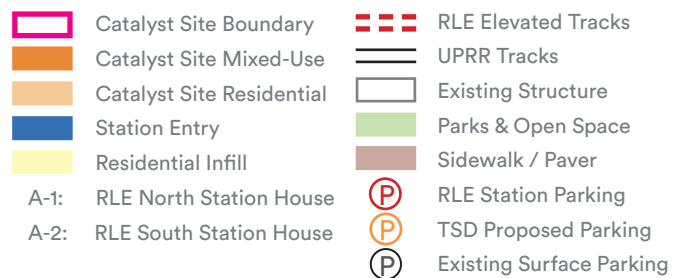 Catalyst Site Boundary
Catalyst Site Mixed-Use
Catalyst Site Residential
Station Entry
Residential Infill
A-1: RLE North Station House
A-2: RLE South Station House
RLE Elevated Tracks
UPRR Tracks
Existing Structure
Parks & Open Space
Sidewalk / Paver
P RLE Station Parking
P TSD Proposed Parking
P Existing Surface Parking